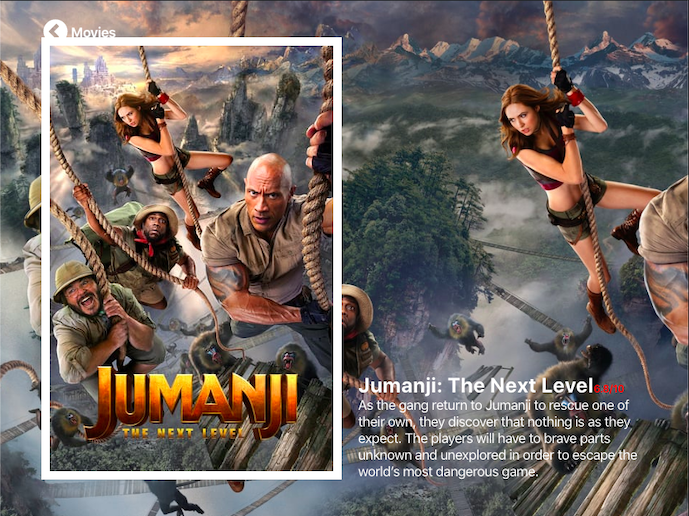 Movies
JUMANJI
THE NEXT LEVEL
Jumanji: The Next Level
As the gang return to Jumanji to rescue one of
their own, they discover that nothing is as they
expect. The players will have to brave parts
unknown and unexplored in order to escape the
world's most dangerous game.